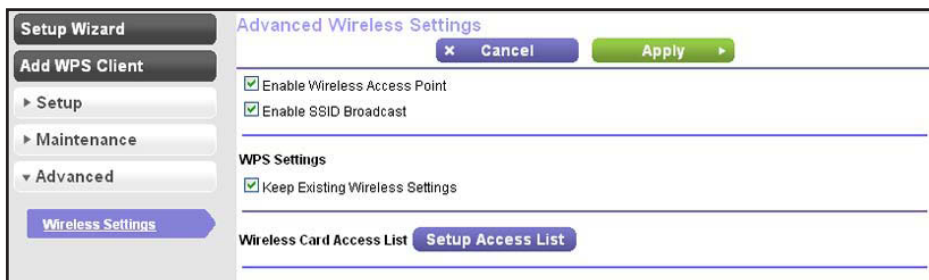 Setup Wizard
Add WPS Client
Setup
Maintenance
Advanced
Wireless Settings
Advanced Wireless Settings
Cancel
Apply
Enable Wireless Access Point
Enable SSID Broadcast
WPS Settings
Keep Existing Wireless Settings
Wireless Card Access List Setup Access List